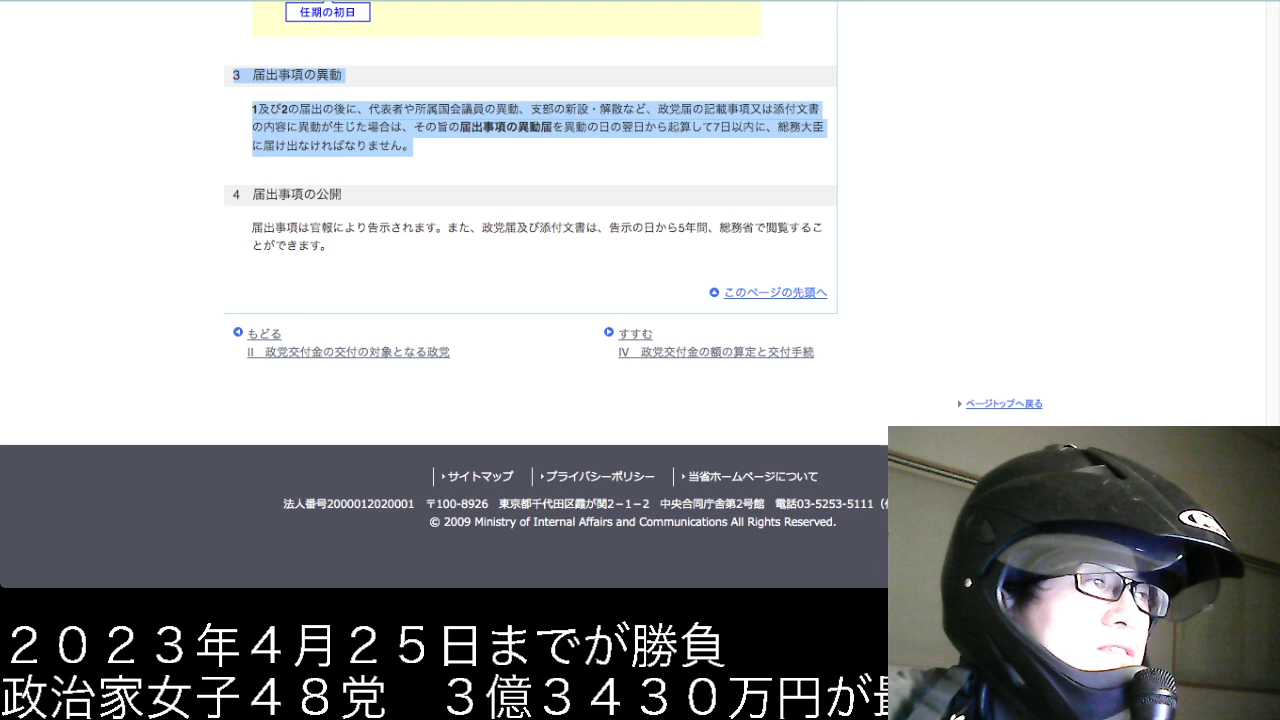 任期の初日
3　届出事項の異動
1及び2の届出の後に、代表者や所属国会議員の異動、支部の新設・解散など、政党届の記載事項又は添付文書
の内容に異動が生じた場合は、その旨の届出事項の異動届を異動の日の翌日から起算して7日以内に、総務大臣
に届け出なければなりません。
4　届出事項の公開
届出事項は官報により告示されます。また、政党届及び添付文書は、告示の日から5年間、総務省で閲覧するこ
とができます。
このページの先頭へ
もどる　すすむ
II　政党交付金の交付の対象となる政党　IV　政党交付金の額の算定と交付手続
ページトップへ戻る
サイトマップ　プライバシーポリシー　当省ホームページについて
法人番号2000012020001　〒100-8926　東京都千代田区霞が関2－1－2　中央合同庁舎第2号館　電話03-5253-5111（
© 2009 Ministry of Internal Affairs and Communications All Rights Reserved.
２０２３年４月２５日までが勝負
政治家女子４８党　３億３４３０万円が